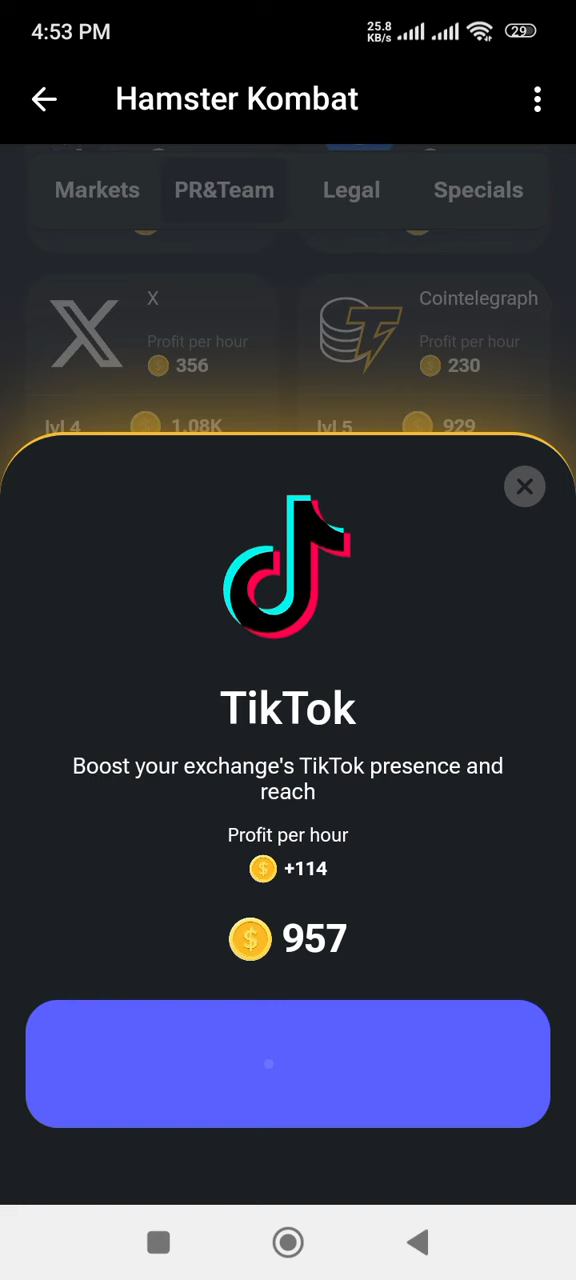 4:53 PM
25.8
KB/s
29
Hamster Kombat
Markets PR&Team Legal Specials
X
Profit per hour
356
lvl 4 1.08K
Cointelegraph
Profit per hour
230
lvl 5 929
TikTok
Boost your exchange's TikTok presence and
reach
Profit per hour
+114
957